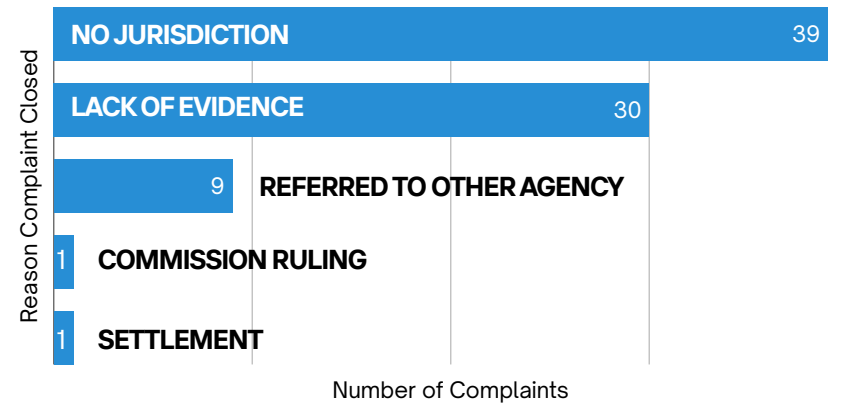 NO JURISDICTION 39
LACK OF EVIDENCE 30
9 REFERRED TO OTHER AGENCY
1 COMMISSION RULING
1 SETTLEMENT
Reason Complaint Closed
Number of Complaints